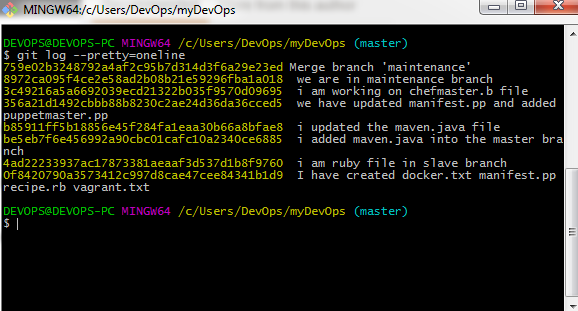 MINGW64:/c/Users/DevOps/myDevOps
DEVOPS@DEVOPS-PC MINGW64 /c/Users/DevOps/myDevOps (master)
$ git log --pretty=oneline
759e02b3248792a4af2c95b7d314d3f6a29e23ed Merge branch 'maintenance'
8972ca095f4ce2e58ad2b08b21e59296fba1a018 we are in maintenance branch
3c49216a5a6692039ecd21322b035f9570d09695 i am working on chefmaster.b file
356a21d1492cbbb88b8230c2ae24d36da36cced5 we have updated manifest.pp and added
puppetmaster.pp
b85911ff5b18856e45f284fa1eaa30b66a8bfae8 i updated the maven.java file
be5eb7f6e456992a90cbc01cafc10a2340ce6885 i added maven.java into the master bra
nch
4ad22233937ac17873381aeaaf3d537d1b8f9760 i am ruby file in slave branch
0f8420790a3573412c997d8cae47cee84341b1d9 I have created docker.txt manifest.pp
recipe.rb vagrant.txt
DEVOPS@DEVOPS-PC MINGW64 /c/Users/DevOps/myDevOps (master)
$